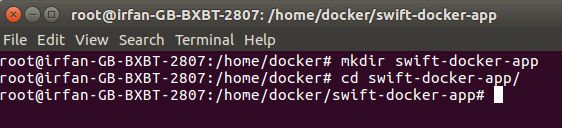 root@irfan-GB-BXBT-2807: /home/docker/swift-docker-app
File Edit View Search Terminal Help
root@irfan-GB-BXBT-2807:/home/docker# mkdir swift-docker-app
root@irfan-GB-BXBT-2807:/home/docker# cd swift-docker-app/
root@irfan-GB-BXBT-2807:/home/docker/swift-docker-app#